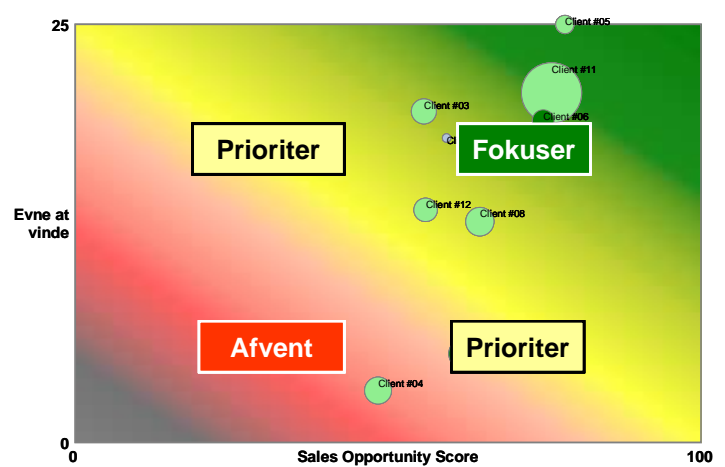 25
Client #05
Client #11
Client #03
Client #06
Prioriter
Fokuser
Client #12
Evne at
vinde
Client #08
Afvent
Prioriter
Client #04
0
0
Sales Opportunity Score
100